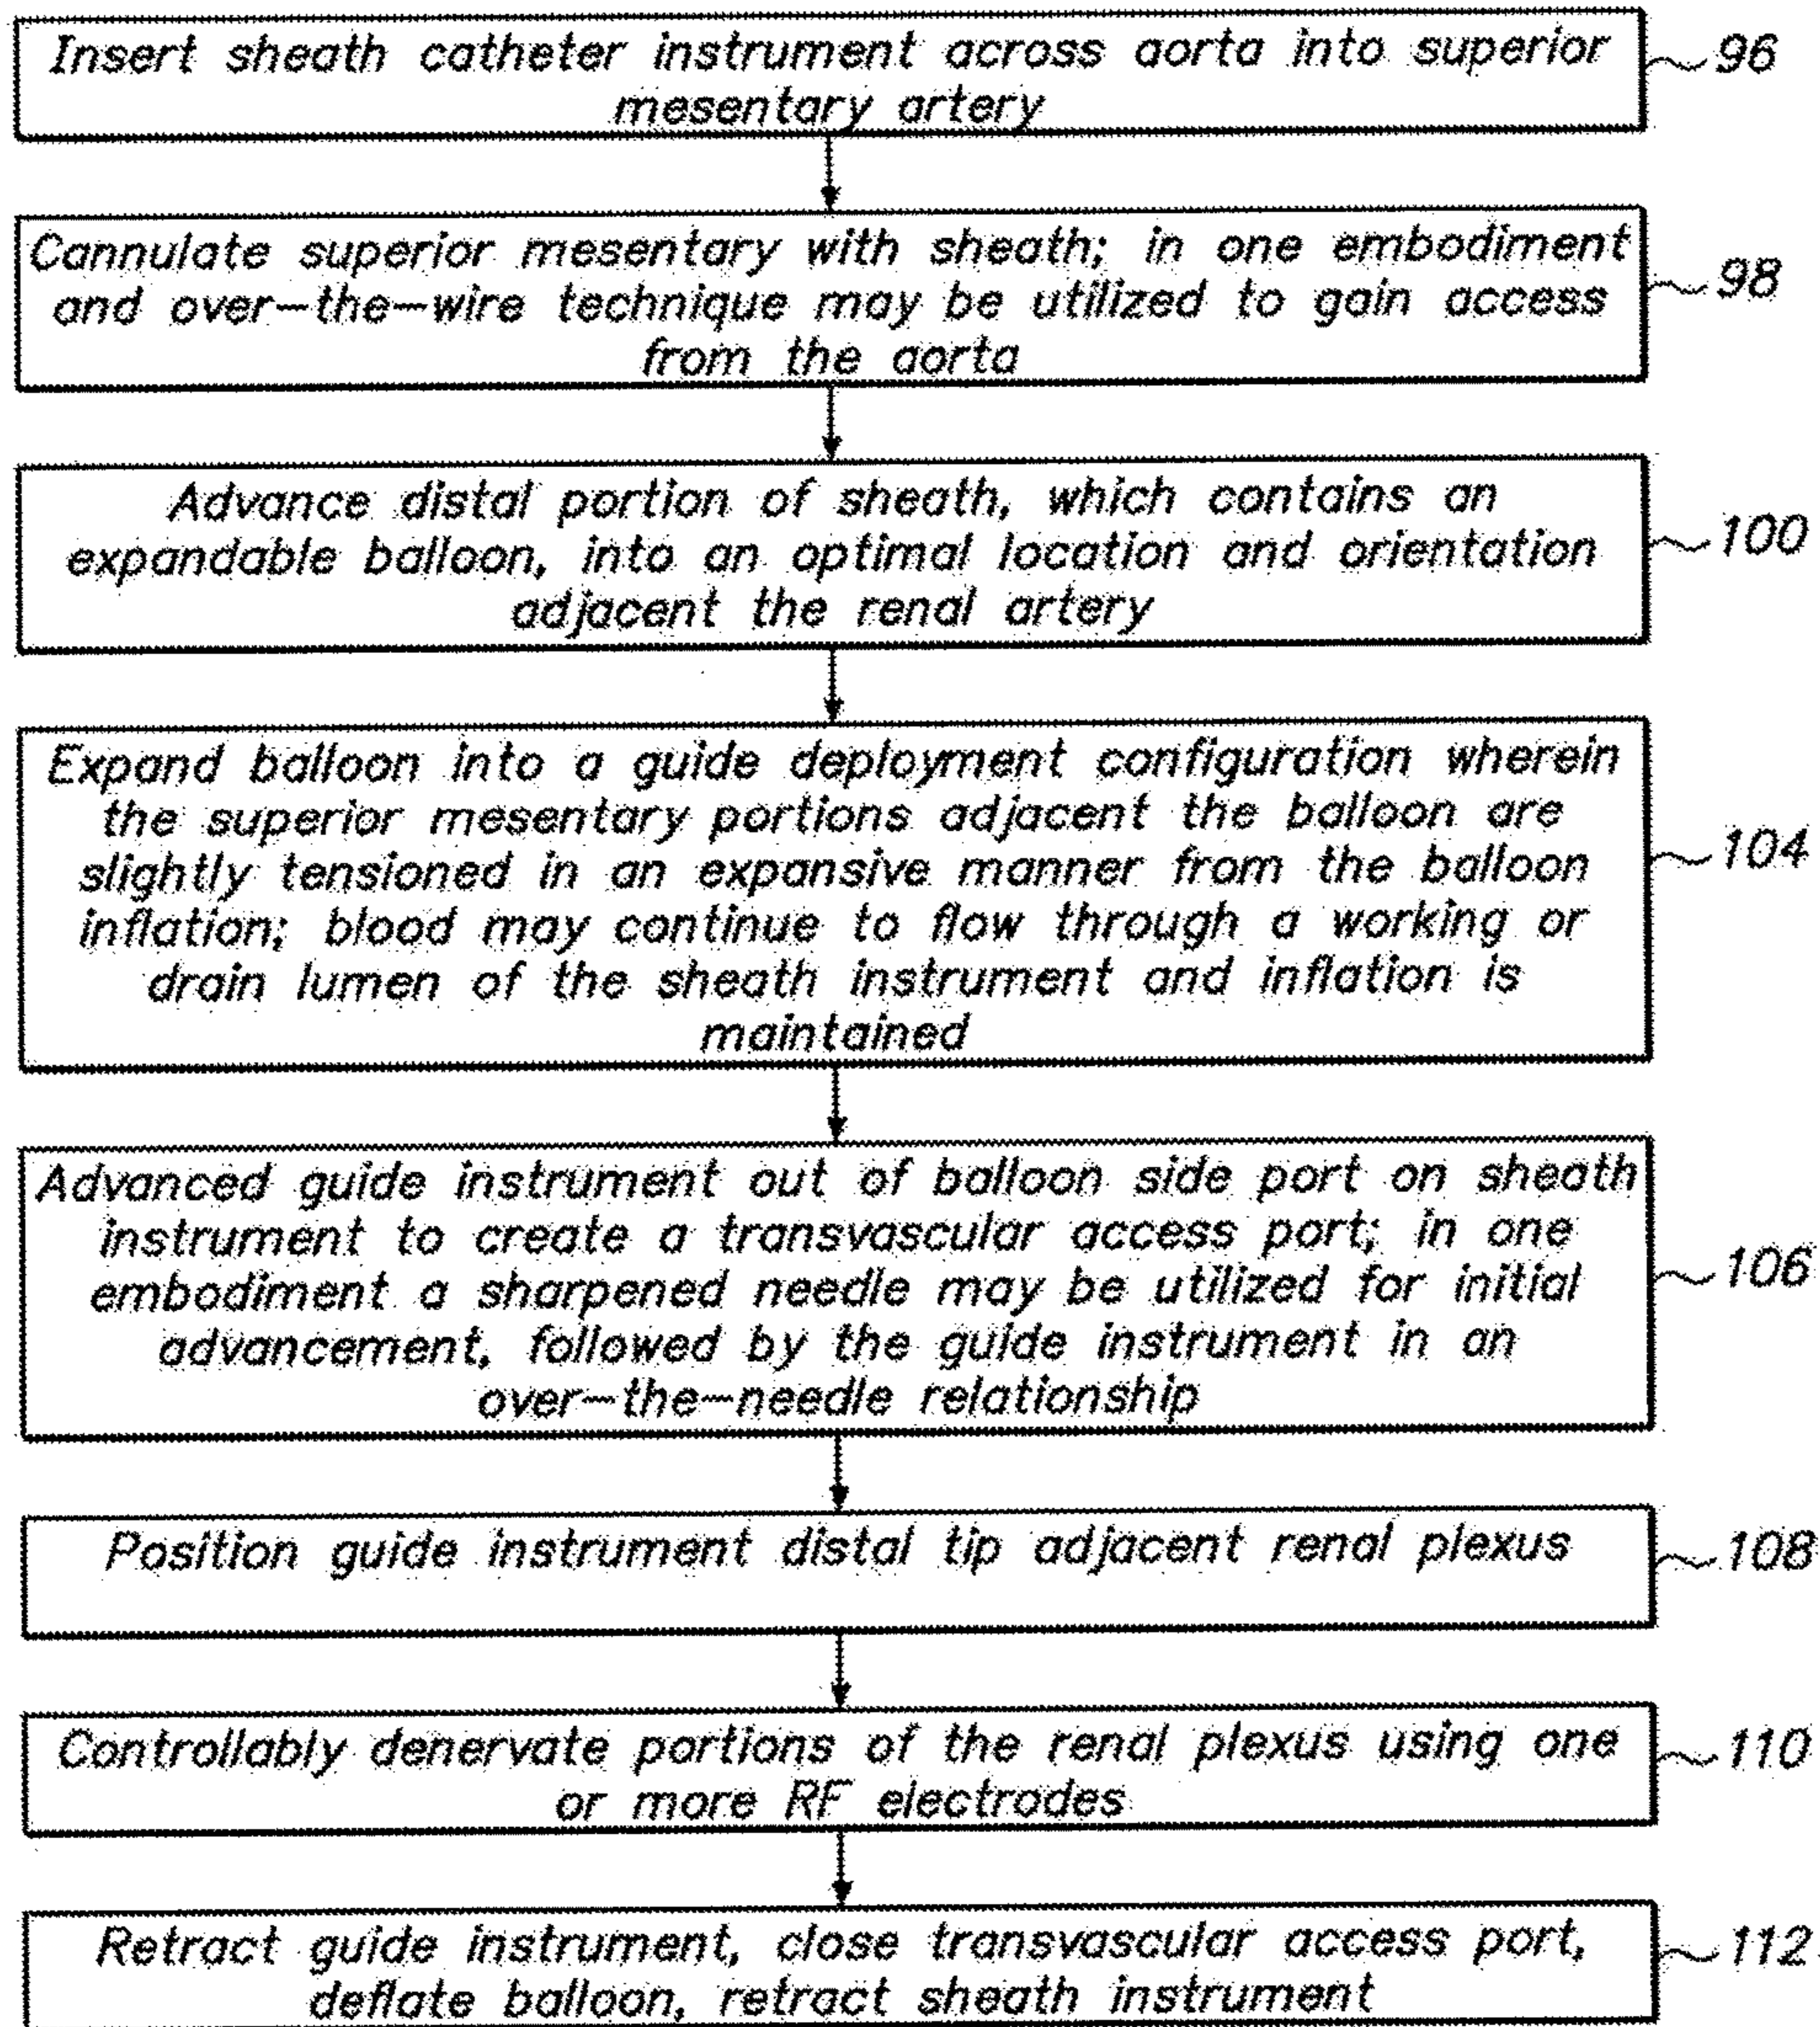 Insert sheath catheter instrument across aorta into superior
mesentary artery
96
Cannulate superior mesentary with sheath; in one embodiment
and over-the-wire technique may be utilized to gain access
from the aorta
98
Advance distal portion of sheath, which contains an
expandable balloon, into an optimal location and orientation
adjacent the renal artery
100
Expand balloon into a guide deployment configuration wherein
the superior mesentary portions adjacent the balloon are
slightly tensioned in an expansive manner from the balloon
inflation; blood may continue to flow through a working or
drain lumen of the sheath instrument and inflation is
maintained
104
Advanced guide instrument out of balloon side port on sheath
instrument to create a transvascular access port; in one
embodiment a sharpened needle may be utilized for initial
advancement, followed by the guide instrument in an
over-the-needle relationship
106
Position guide instrument distal tip adjacent renal plexus
108
Controllably denervate portions of the renal plexus using one
or more RF electrodes
110
Retract guide instrument, close transvascular access port,
deflate balloon, retract sheath instrument
112